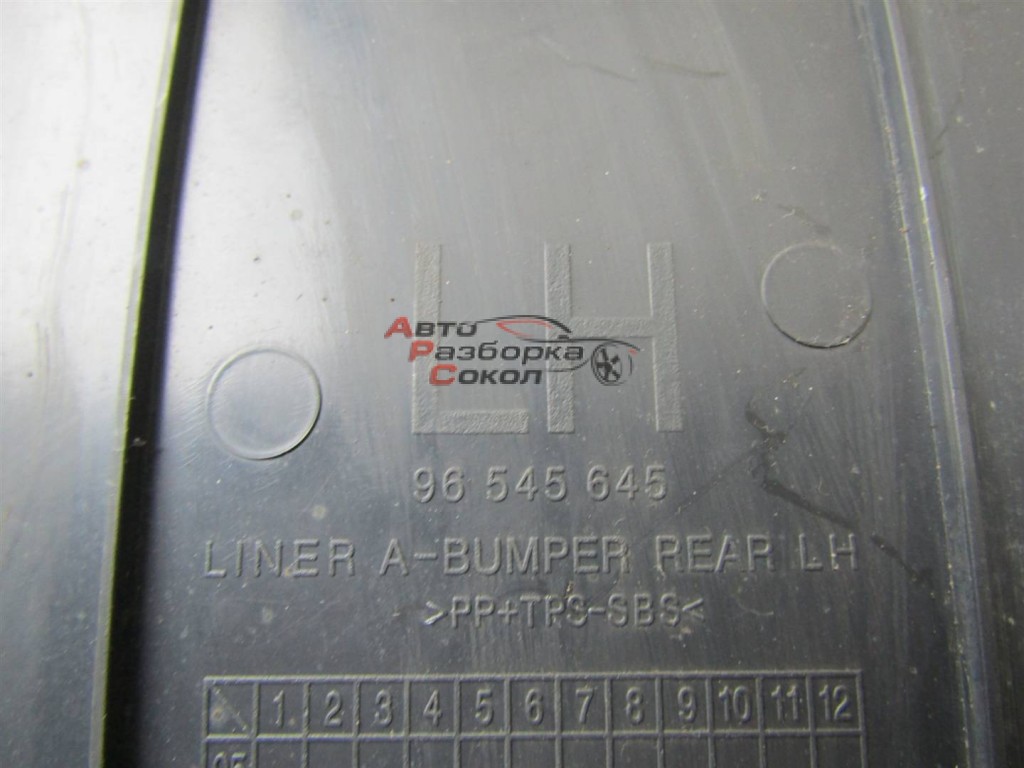 LH
АВТО
РАЗБОРКА
СОКОЛ
96 545 645
LINER A-BUMPER REAR LH
>PP+TPS-SBS<
1 2 3 4 5 6 7 8 9 10 11 12